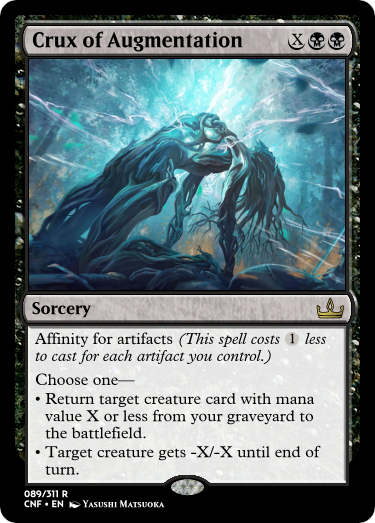 Crux of Augmentation X
Sorcery
Affinity for artifacts (This spell costs 1 less
to cast for each artifact you control.)
Choose one—
• Return target creature card with mana
value X or less from your graveyard to
the battlefield.
• Target creature gets -X/-X until end of
turn.
089/311 R
CNF • EN Yasushi Matsuoka